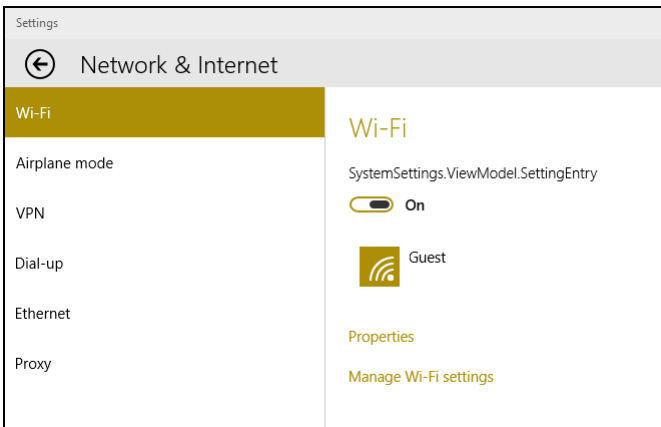 Settings
Network & Internet
Wi-Fi
Airplane mode
VPN
Dial-up
Ethernet
Proxy
Wi-Fi
SystemSettings.ViewModel.SettingEntry
On
Guest
Properties
Manage Wi-Fi settings